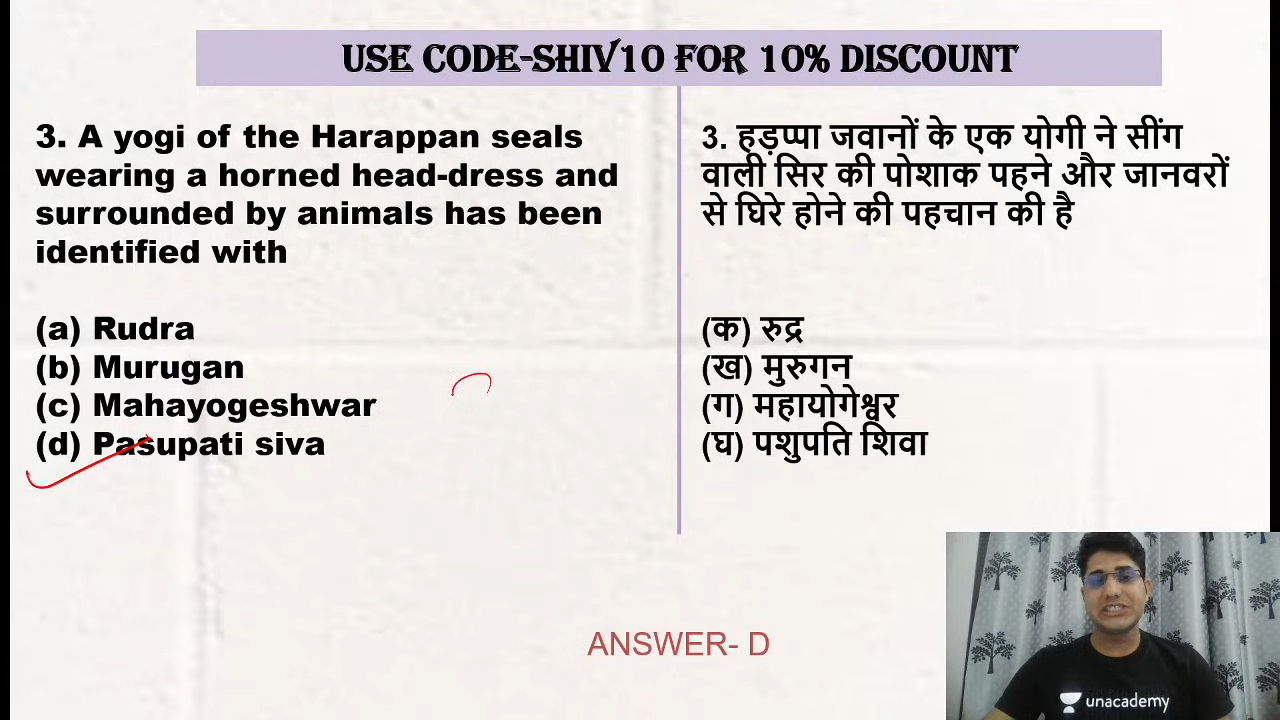 USE CODE-SHIV10 FOR 10% DISCOUNT
3. A yogi of the Harappan seals
wearing a horned head-dress and
surrounded by animals has been
identified with
(a) Rudra
(b) Murugan
(c) Mahayogeshwar
(d) Pasupati siva
3. हड़प्पा जवानों के एक योगी ने सींग
वाली सिर की पोशाक पहने और जानवरों
से घिरे होने की पहचान की है
(क) रुद्र
(ख) मुरुगन
(ग) महायोगेश्वर
(घ) पशुपति शिवा
ANSWER- D
unacademy